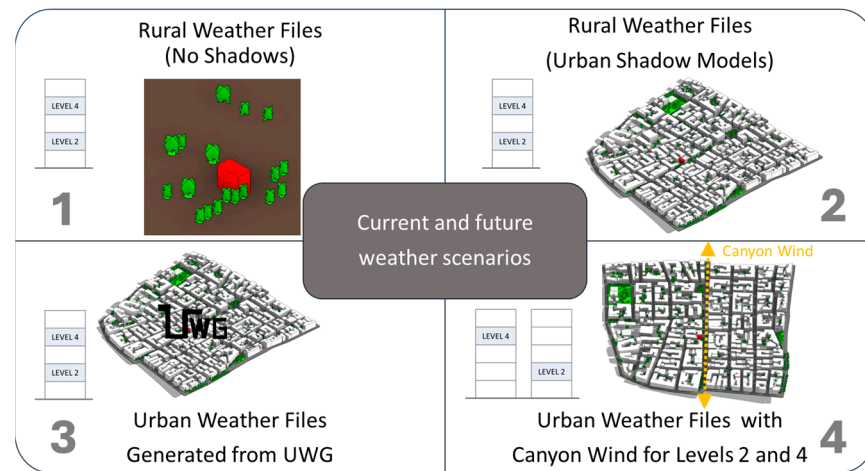 Rural Weather Files
(No Shadows)
LEVEL 4
LEVEL 2
1
Rural Weather Files
(Urban Shadow Models)
LEVEL 4
LEVEL 2
2
Current and future
weather scenarios
UWG
LEVEL 4
LEVEL 2
3
Urban Weather Files
Generated from UWG
Canyon Wind
LEVEL 4
LEVEL 2
Urban Weather Files with
Canyon Wind for Levels 2 and 4
4